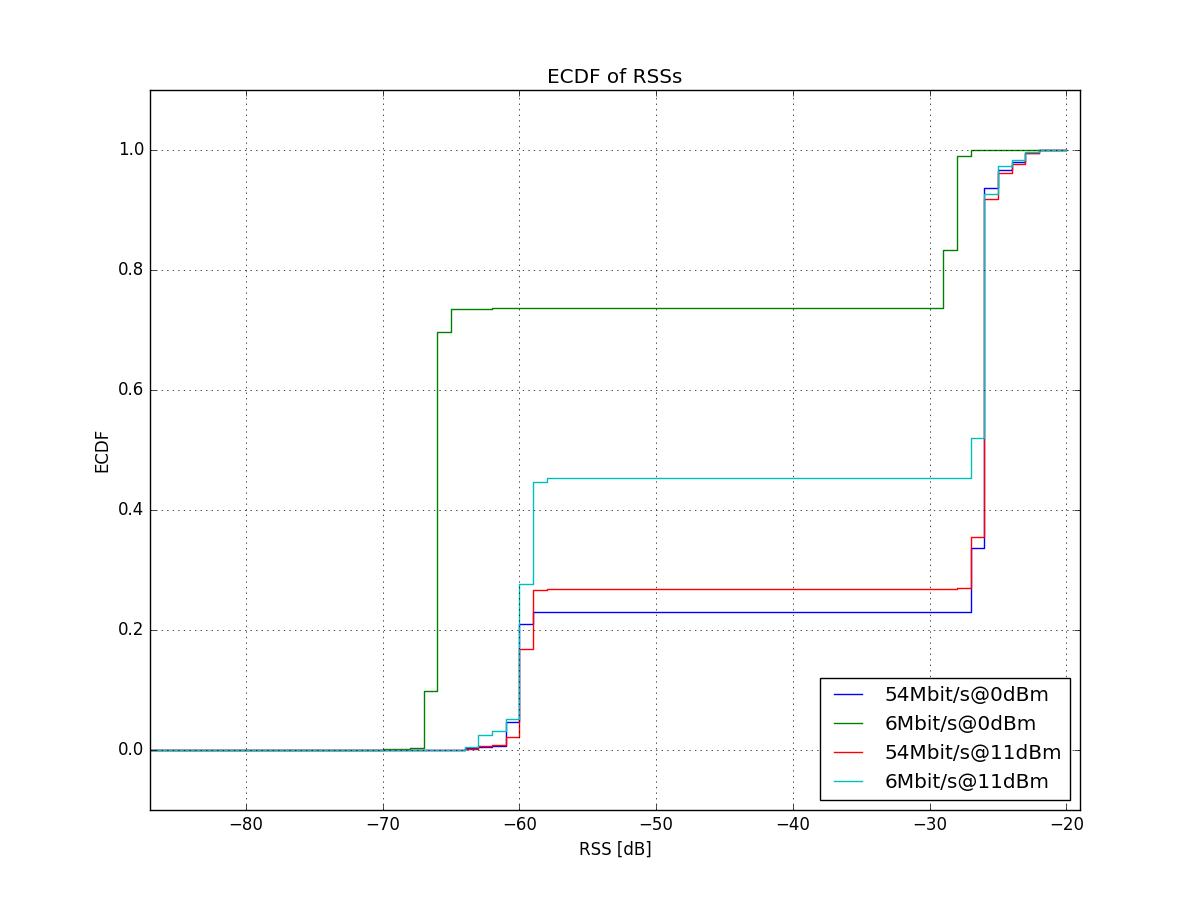 ECDF of RSSs
1.0
0.8
0.6
0.4
0.2
0.0
ECDF
−80
−70
−60
−50
−40
−30
−20
RSS [dB]
54Mbit/s@0dBm
6Mbit/s@0dBm
54Mbit/s@11dBm
6Mbit/s@11dBm